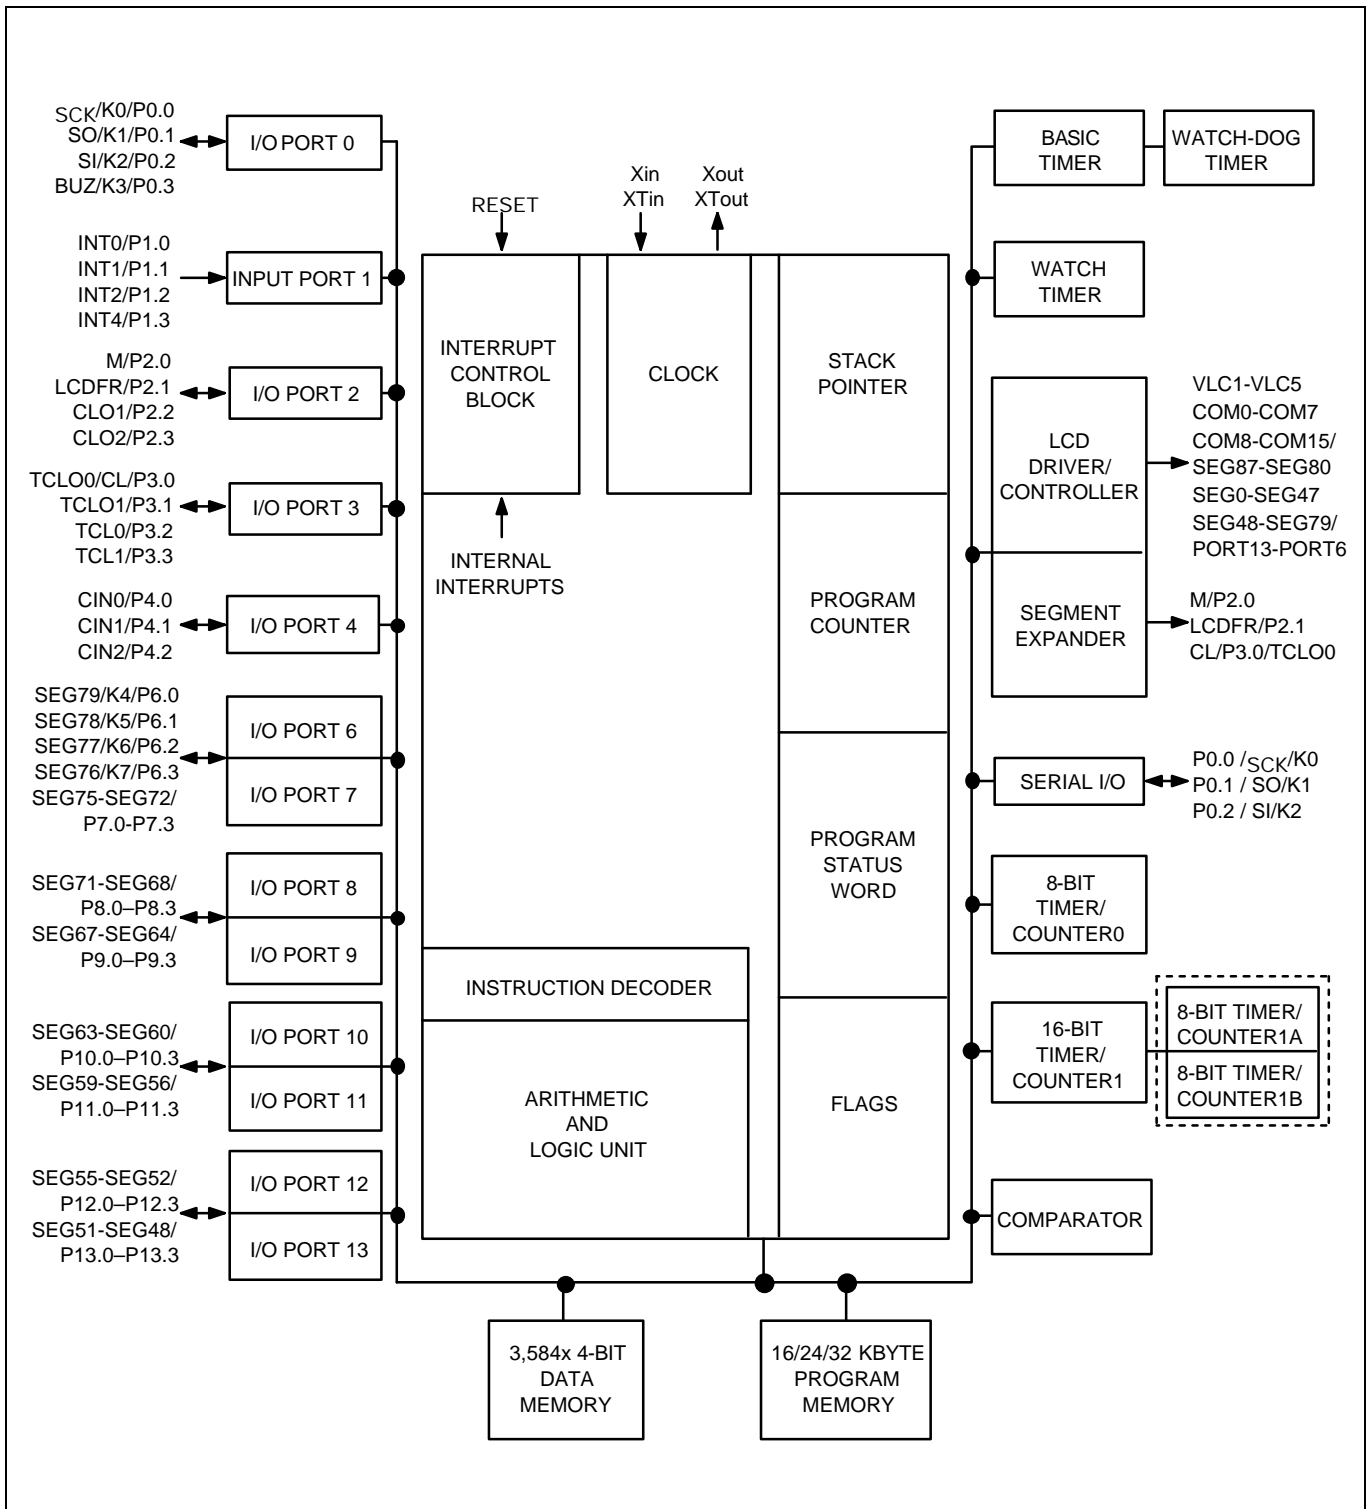 SCK/K0/P0.0
SO/K1/P0.1
SI/K2/P0.2
BUZ/K3/P0.3
I/O PORT 0
INT0/P1.0
INT1/P1.1
INT2/P1.2
INT4/P1.3
INPUT PORT 1
M/P2.0
LCDFR/P2.1
CLO1/P2.2
CLO2/P2.3
I/O PORT 2
TCLO0/CL/P3.0
TCLO1/P3.1
TCL0/P3.2
TCL1/P3.3
I/O PORT 3
CIN0/P4.0
CIN1/P4.1
CIN2/P4.2
I/O PORT 4
SEG79/K4/P6.0
SEG78/K5/P6.1
SEG77/K6/P6.2
SEG76/K7/P6.3
SEG75-SEG72/
P7.0-P7.3
I/O PORT 6
I/O PORT 7
SEG71-SEG68/
P8.0–P8.3
SEG67-SEG64/
P9.0–P9.3
I/O PORT 8
I/O PORT 9
SEG63-SEG60/
P10.0–P10.3
SEG59-SEG56/
P11.0–P11.3
I/O PORT 10
I/O PORT 11
SEG55-SEG52/
P12.0–P12.3
SEG51-SEG48/
P13.0–P13.3
I/O PORT 12
I/O PORT 13
RESET
Xin
XTin
Xout
XTout
INTERRUPT
CONTROL
BLOCK
CLOCK
STACK
POINTER
INTERNAL
INTERRUPTS
PROGRAM
COUNTER
PROGRAM
STATUS
WORD
INSTRUCTION DECODER
ARITHMETIC
AND
LOGIC UNIT
FLAGS
3,584x 4-BIT
DATA
MEMORY
16/24/32 KBYTE
PROGRAM
MEMORY
BASIC
TIMER
WATCH-DOG
TIMER
WATCH
TIMER
LCD
DRIVER/
CONTROLLER
VLC1-VLC5
COM0-COM7
COM8-COM15/
SEG87-SEG80
SEG0-SEG47
SEG48-SEG79/
PORT13-PORT6
SEGMENT
EXPANDER
M/P2.0
LCDFR/P2.1
CL/P3.0/TCLO0
SERIAL I/O
P0.0 /SCK/K0
P0.1 / SO/K1
P0.2 / SI/K2
8-BIT
TIMER/
COUNTER0
16-BIT
TIMER/
COUNTER1
8-BIT TIMER/
COUNTER1A
8-BIT TIMER/
COUNTER1B
COMPARATOR